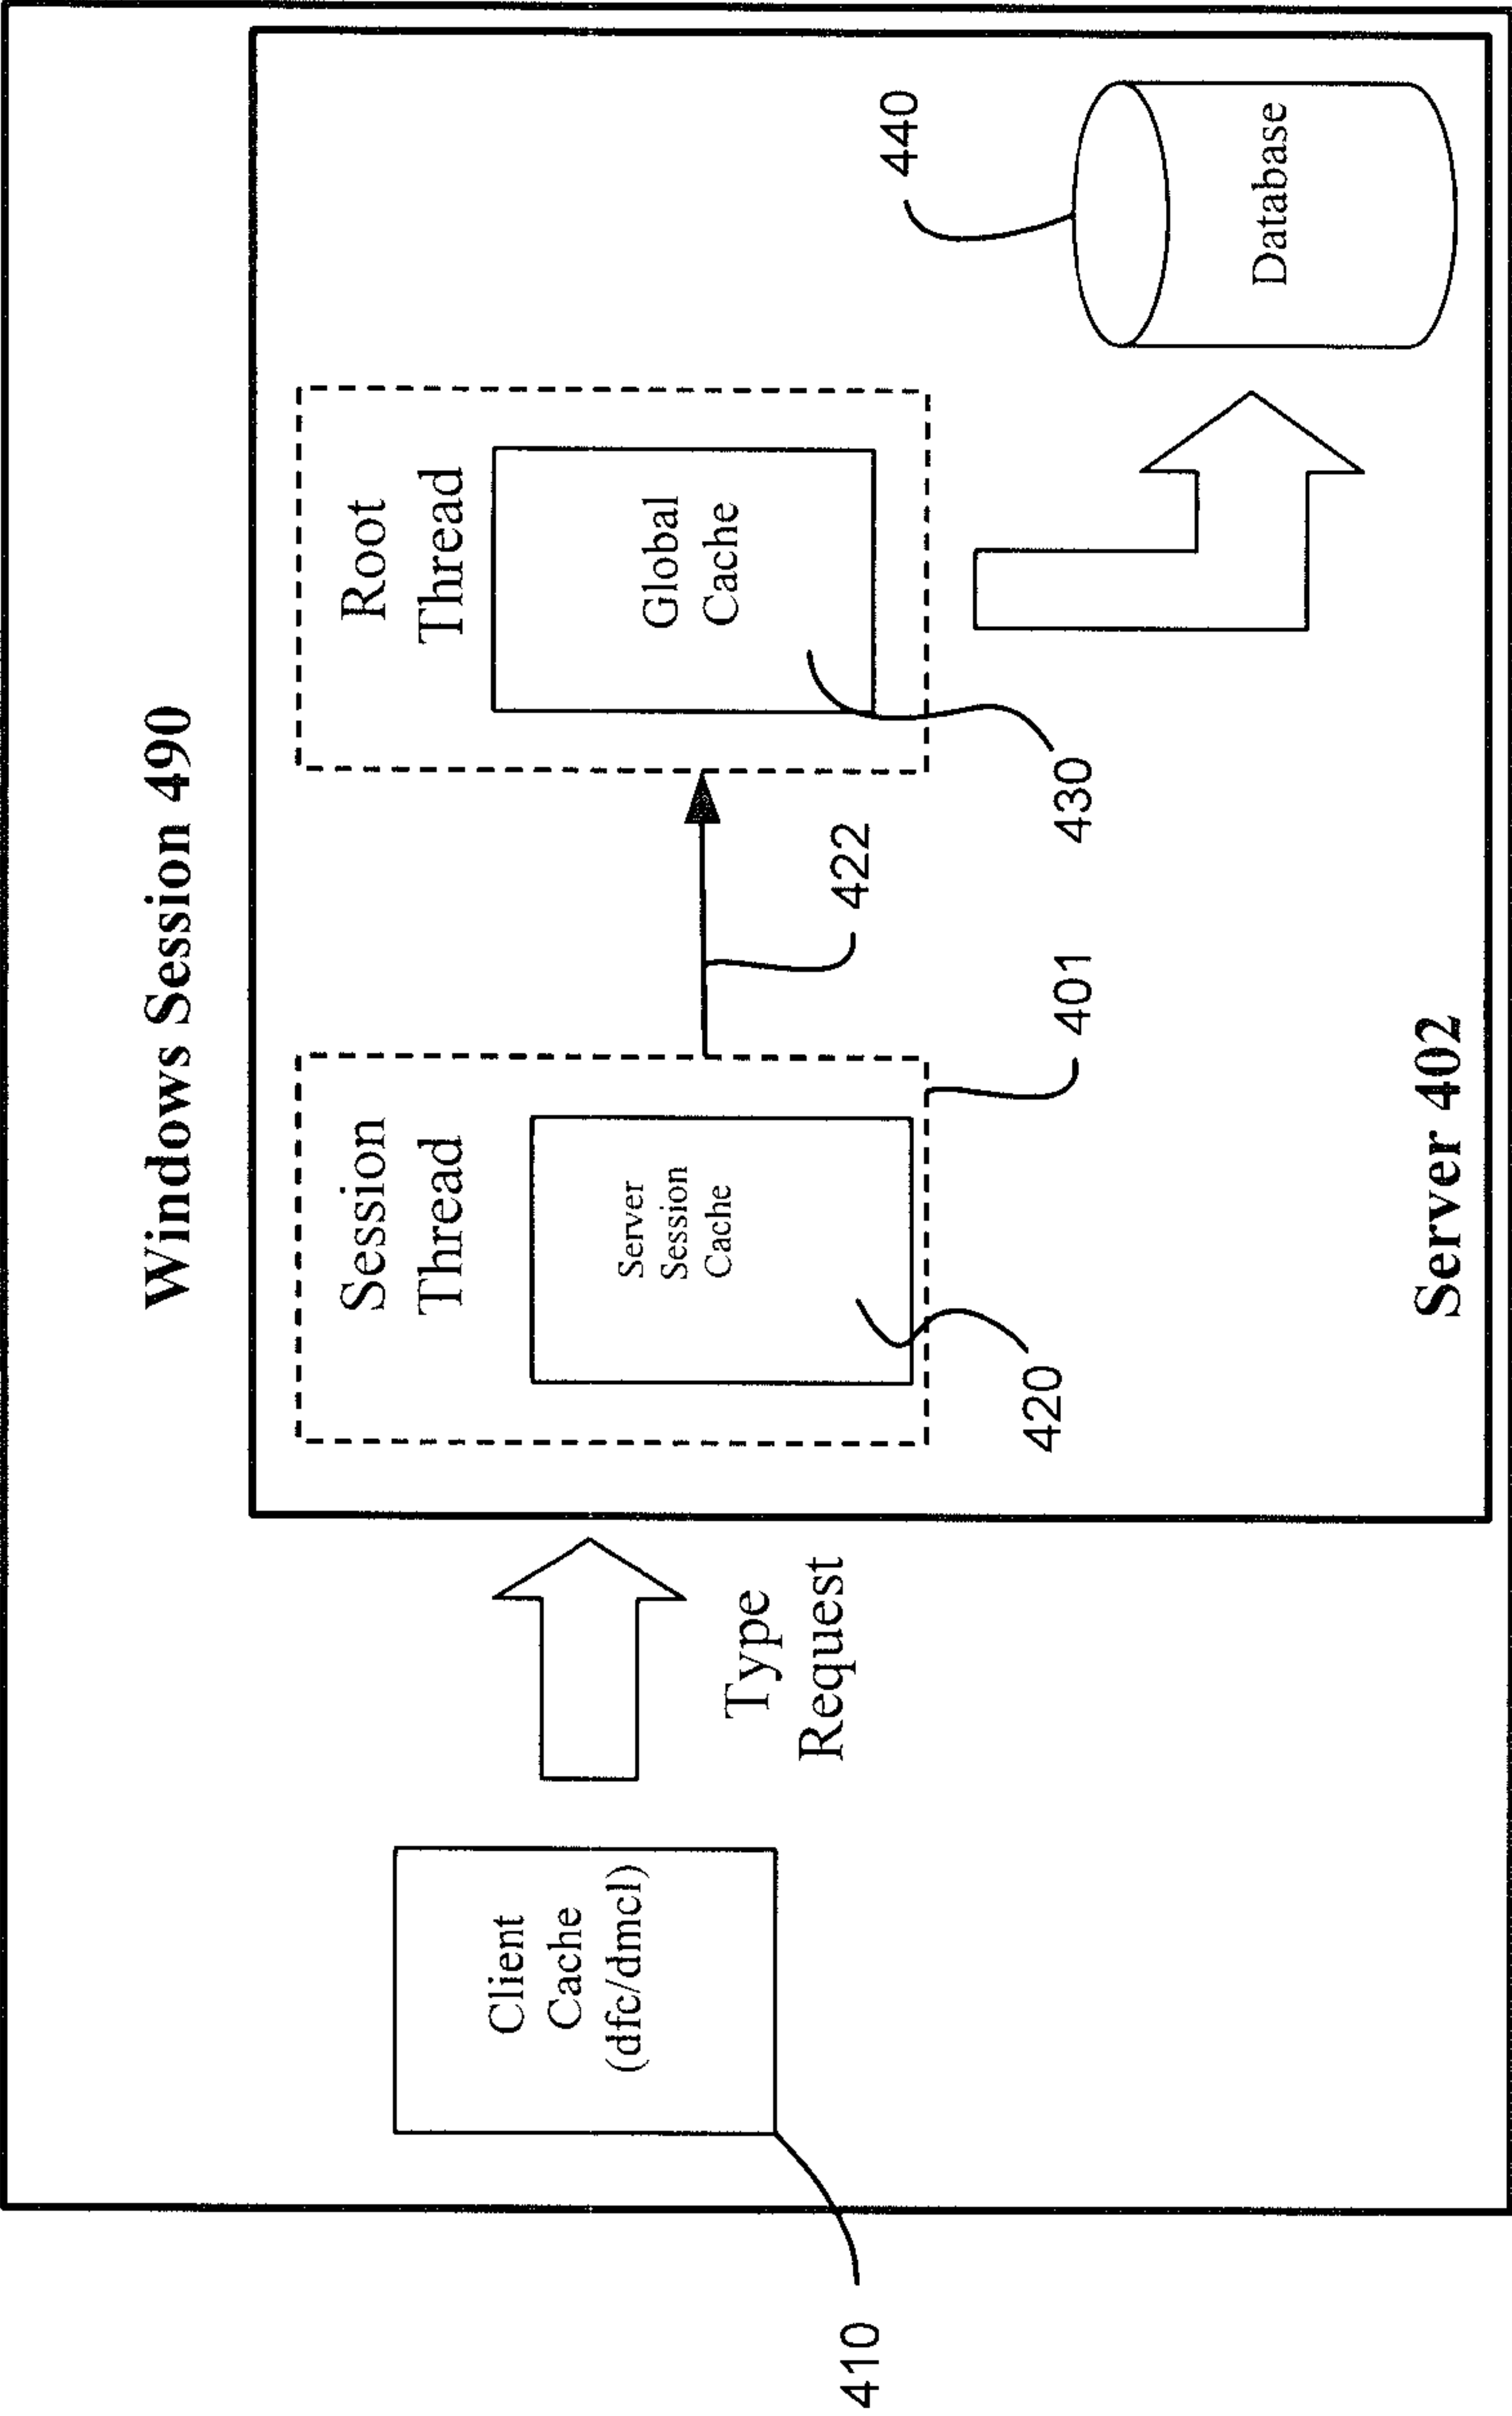 Windows Session 490
Client
Cache
(dfc/dmcl)
410
Type
Request
Session
Thread
Server
Session
Cache
420
401
422
Root
Thread
Global
Cache
430
440
Database
Server 402